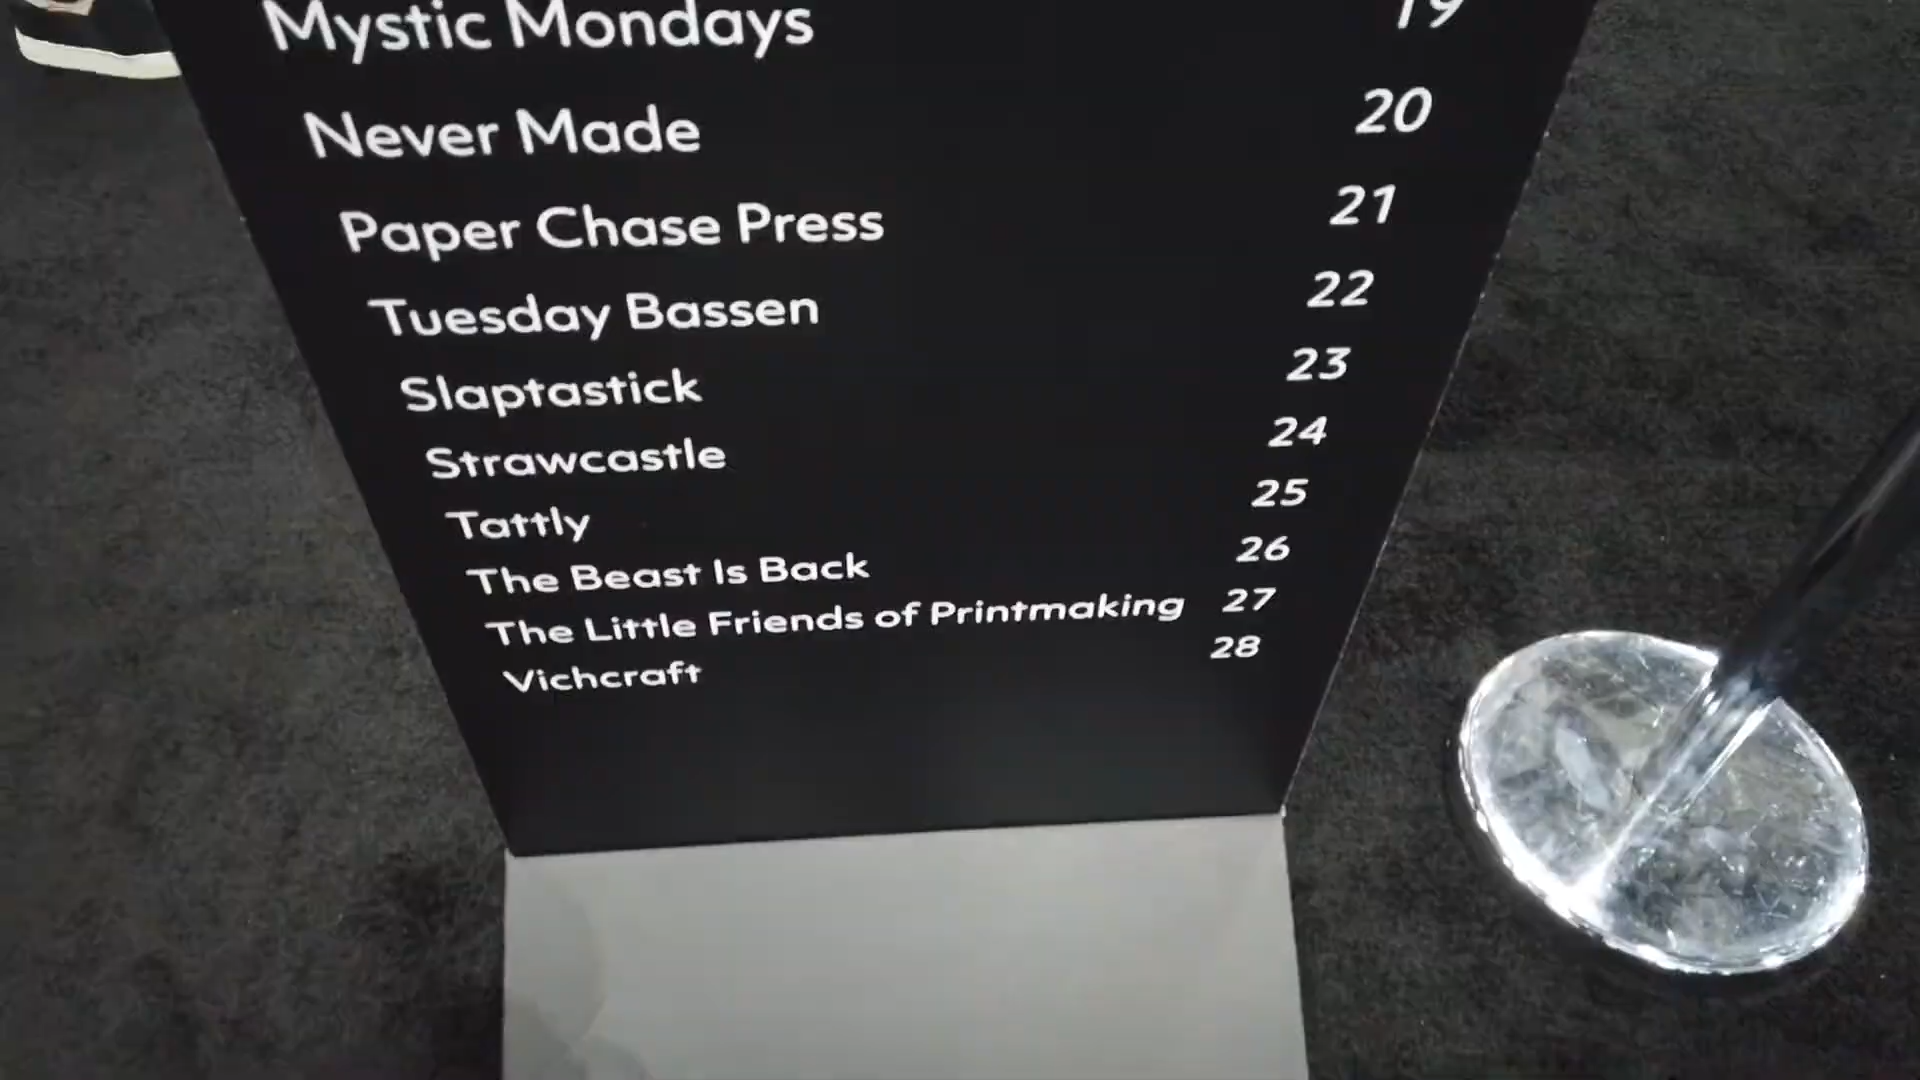 Mystic Mondays 19
Never Made 20
Paper Chase Press 21
Tuesday Bassen 22
Slaptastick 23
Strawcastle 24
Tattly 25
The Beast Is Back 26
The Little Friends of Printmaking 27
Vichcraft 28